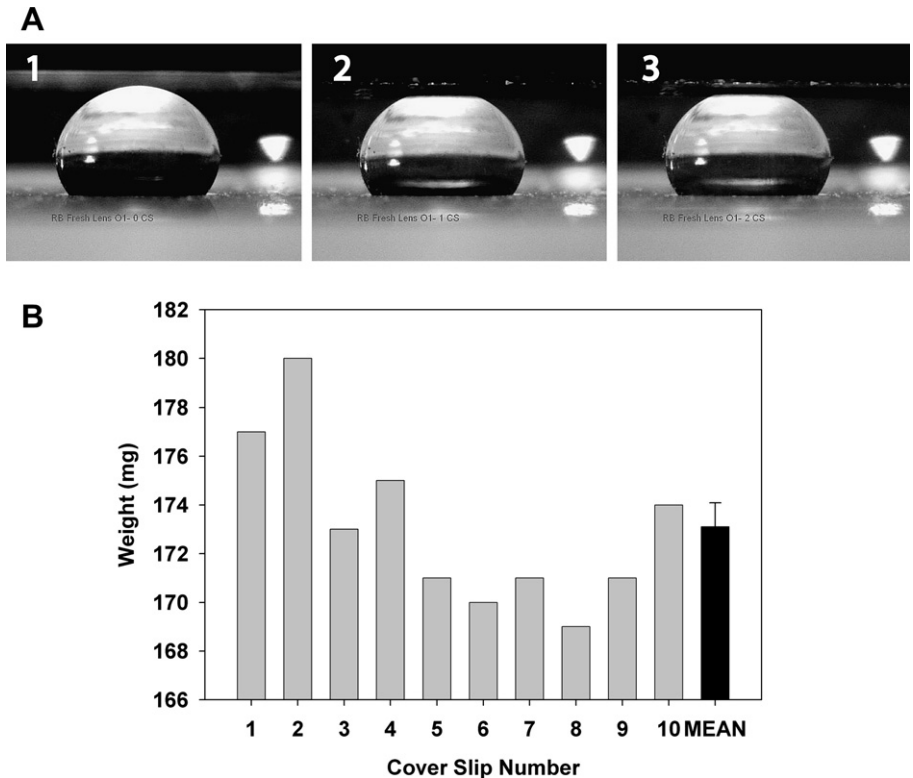 A
1 2 3
RB Fresh Lens O1- 0 CS RB Fresh Lens O1- 1 CS RB Fresh Lens O1- 2 CS
B
182
180
178
176
174
172
170
168
166
Weight (mg)
1 2 3 4 5 6 7 8 9 10 MEAN
Cover Slip Number